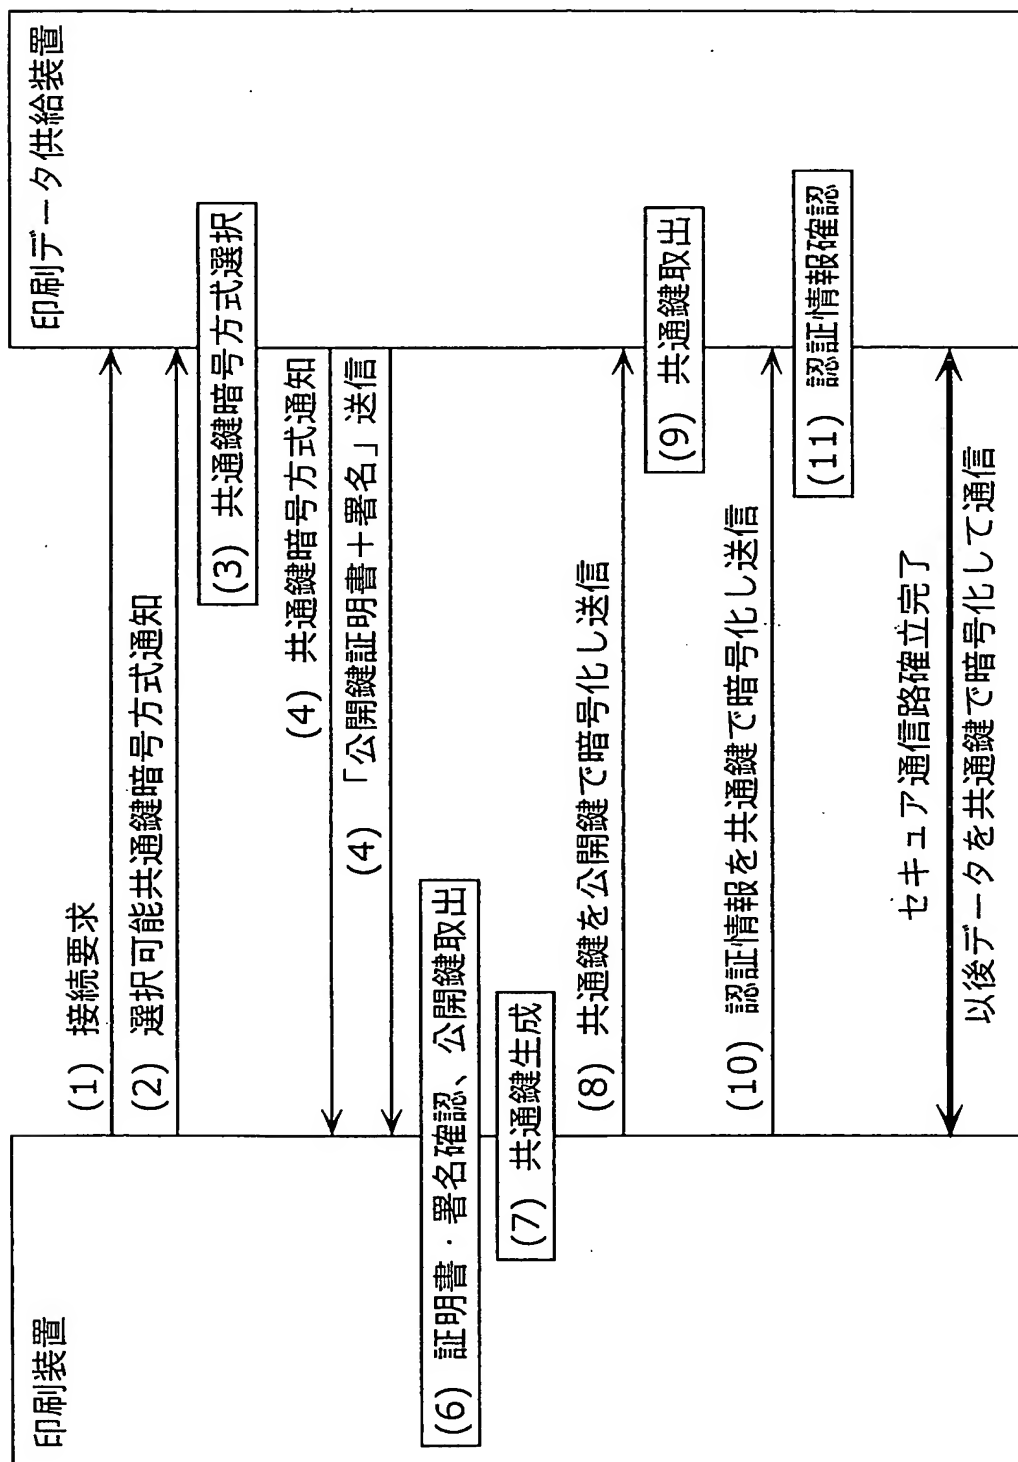 印刷装置
印刷データ供給装置
(1) 接続要求
(2) 選択可能共通鍵暗号方式通知
(3) 共通鍵暗号方式選択
(4) 共通鍵暗号方式通知
(4) 「公開鍵証明書＋署名」送信
(6) 証明書・署名確認、公開鍵取出
(7) 共通鍵生成
(8) 共通鍵を公開鍵で暗号化し送信
(9) 共通鍵取出
(10) 認証情報を共通鍵で暗号化し送信
(11) 認証情報確認
セキュア通信路確立完了
以後データを共通鍵で暗号化して通信